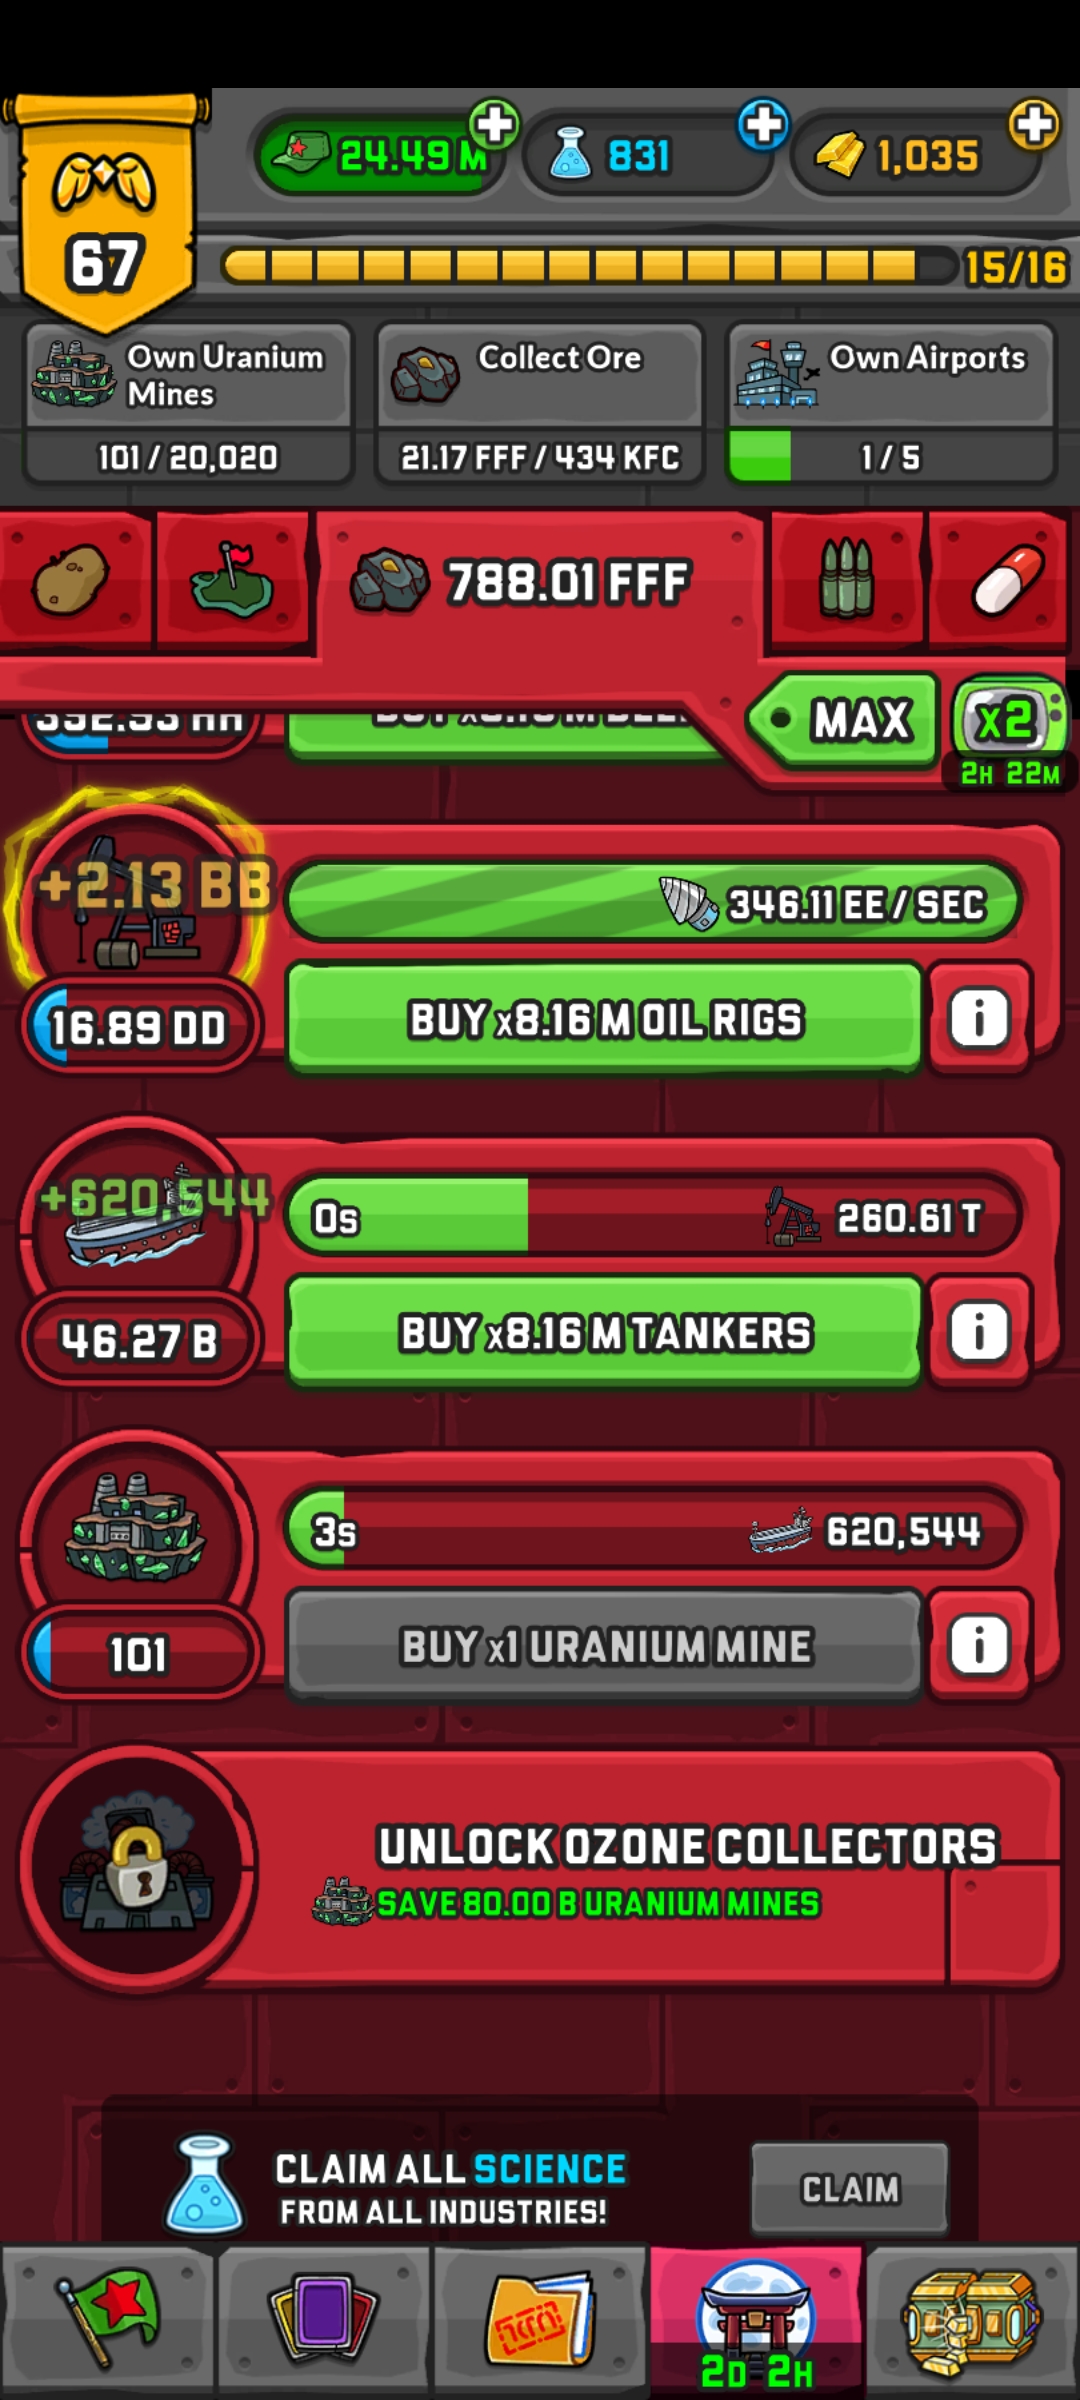 24.49 M
831
1,035
67
15/16
Own Uranium
Mines
101 / 20,020
Collect Ore
21.17 FFF / 434 KFC
Own Airports
1 / 5
788.01 FFF
MAX
x2
2H 22M
+2.13 BB
346.11 EE / SEC
16.89 DD
BUY x8.16 M OIL RIGS
i
+620,544
0s
260.61 T
46.27 B
BUY x8.16 M TANKERS
i
3s
620,544
101
BUY x1 URANIUM MINE
i
UNLOCK OZONE COLLECTORS
SAVE 80.00 B URANIUM MINES
CLAIM ALL SCIENCE
FROM ALL INDUSTRIES!
CLAIM
2D 2H